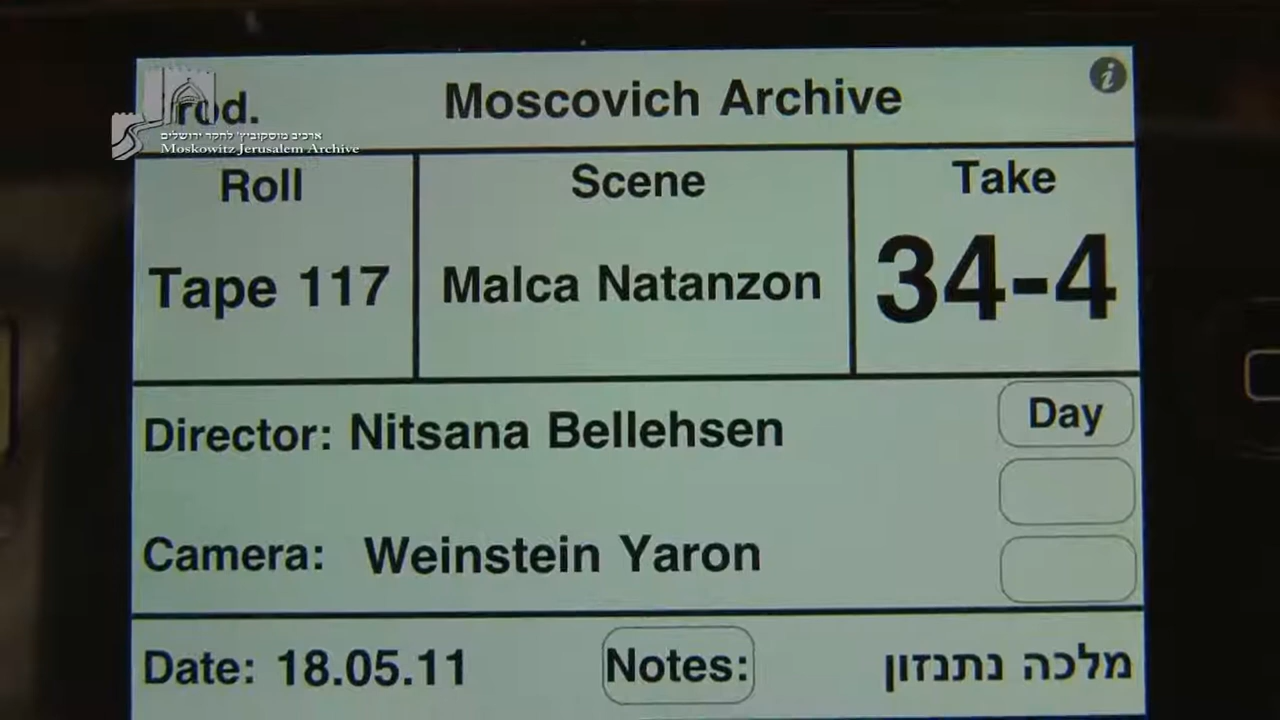 Prod. Moscovich Archive
ארכיב מוסקוביץ' לחקר ירושלים
Moskowitz Jerusalem Archive
Roll Scene Take
Tape 117 Malca Natanzon 34-4
Director: Nitsana Bellehsen Day
Camera: Weinstein Yaron
Date: 18.05.11 Notes: מלכה נתנזון